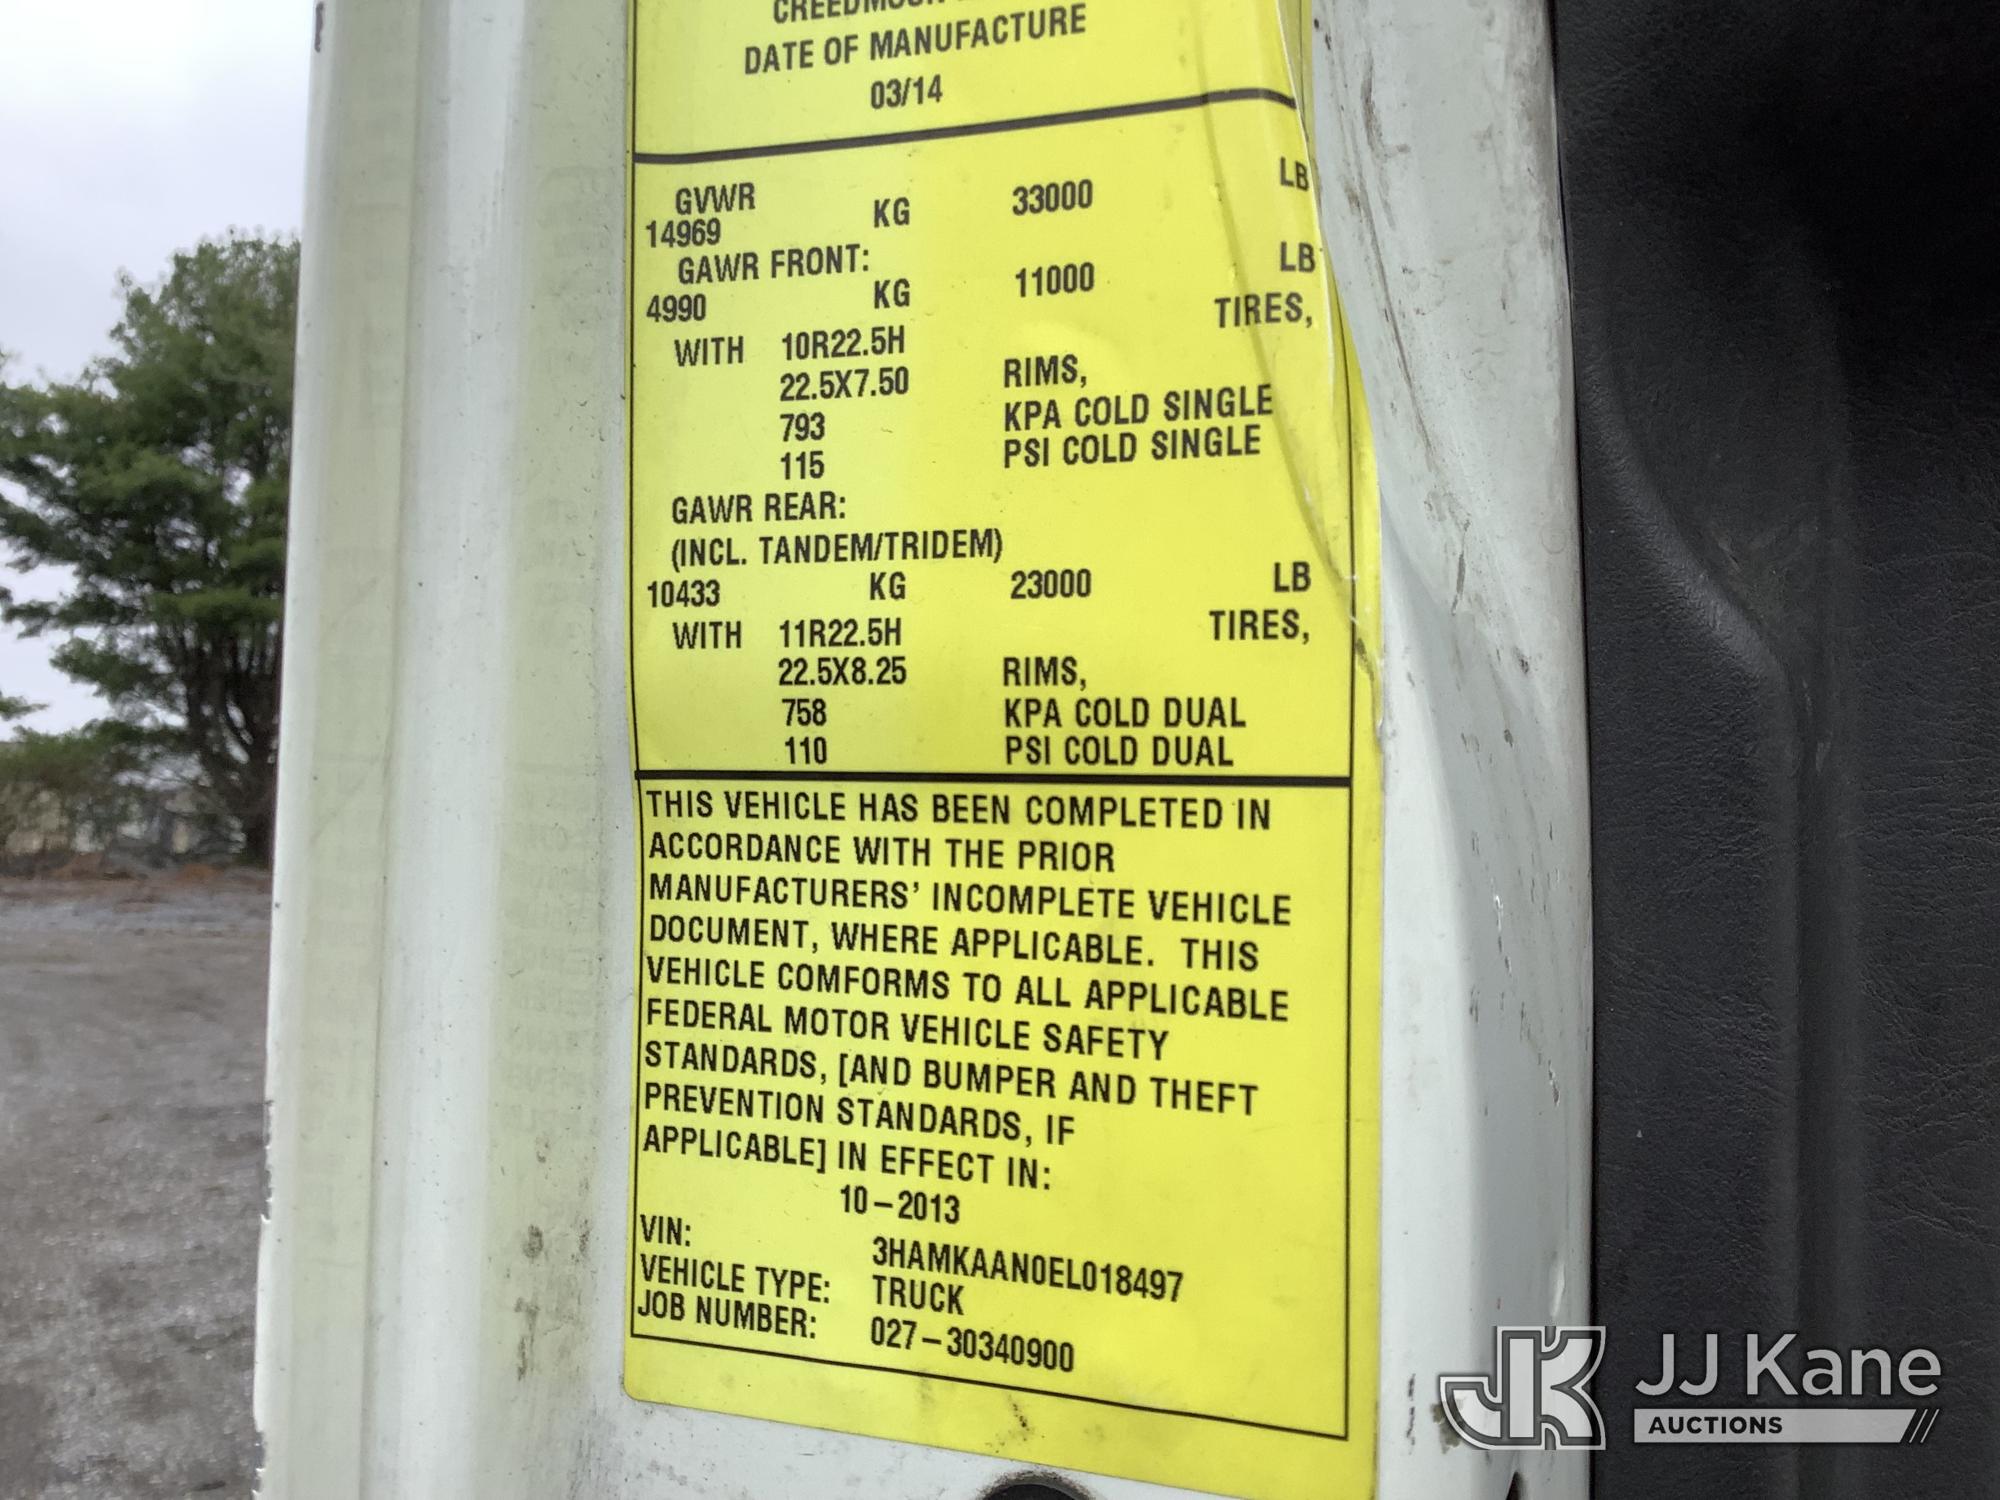 DATE OF MANUFACTURE
03/14
GVWR
14969 KG 33000 LB
GAWR FRONT:
4990 KG 11000 LB
WITH 10R22.5H TIRES,
22.5X7.50 RIMS,
793 KPA COLD SINGLE
115 PSI COLD SINGLE
GAWR REAR:
(INCL. TANDEM/TRIDEM)
10433 KG 23000 LB
WITH 11R22.5H TIRES,
22.5X8.25 RIMS,
758 KPA COLD DUAL
110 PSI COLD DUAL
THIS VEHICLE HAS BEEN COMPLETED IN
ACCORDANCE WITH THE PRIOR
MANUFACTURERS' INCOMPLETE VEHICLE
DOCUMENT, WHERE APPLICABLE. THIS
VEHICLE COMFORMS TO ALL APPLICABLE
FEDERAL MOTOR VEHICLE SAFETY
STANDARDS, [AND BUMPER AND THEFT
PREVENTION STANDARDS, IF
APPLICABLE] IN EFFECT IN:
10-2013
VIN: 3HAMKAAN0EL018497
VEHICLE TYPE: TRUCK
JOB NUMBER: 027-30340900
JK JJ Kane
AUCTIONS